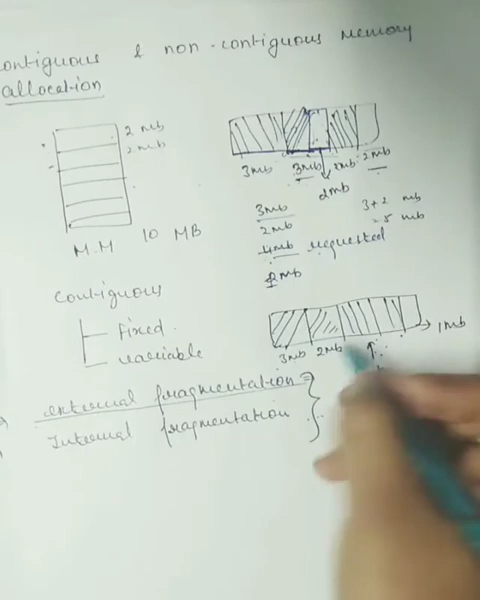 contiguous & non-contiguous memory
allocation
2 mb
2 mb
M.M 10 MB
3mb 3mb 2mb 2mb
2mb
3mb
2mb
4mb requested
2mb
3+2 mb
=5 mb
contiguous
fixed.
variable
3mb 2mb
1mb
external fragmentation
Internal fragmentation